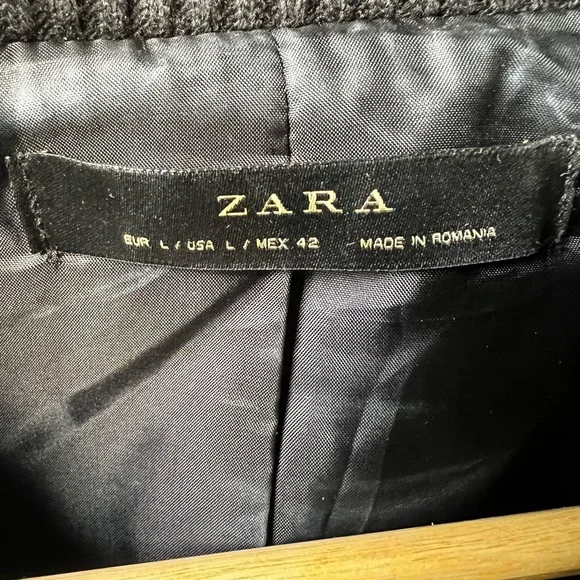 ZARA
EUR L / USA L / MEX 42 MADE IN ROMANIA